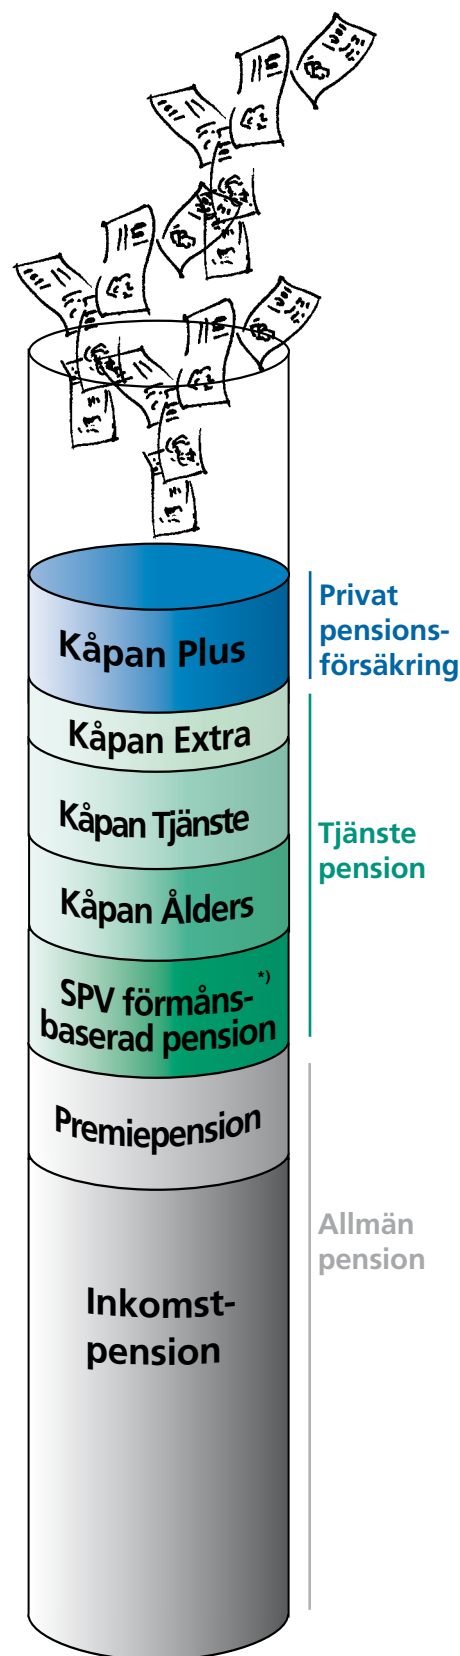 Kåpan Plus
Privat
pensions-
försäkring
Kåpan Extra
Kåpan Tjänste
Kåpan Ålders
SPV förmåns- *)
baserad pension
Tjänste
pension
Premiepension
Inkomst-
pension
Allmän
pension